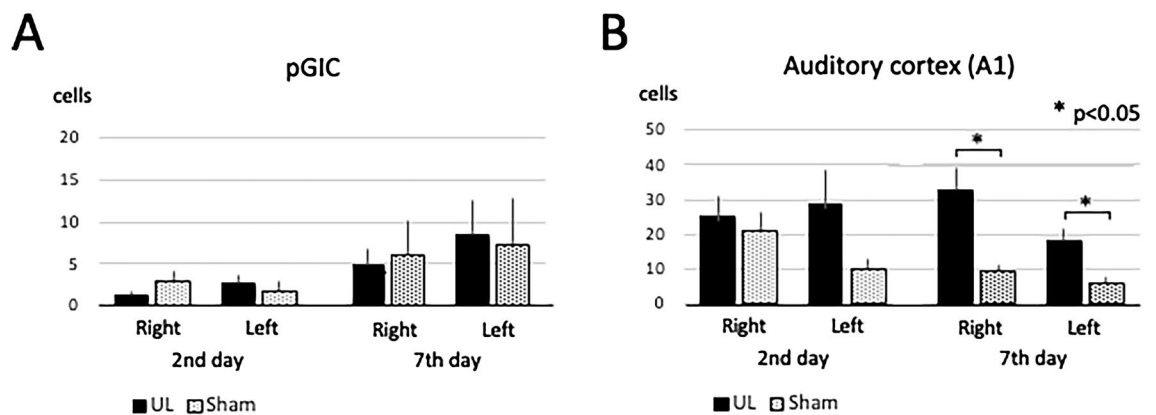 A
pGIC
cells
20
15
10
5
0
Right
Left
Right
Left
2nd day
7th day
UL
Sham
B
Auditory cortex (A1)
cells
* p<0.05
50
*
40
30
*
20
10
0
Right
Left
Right
Left
2nd day
7th day
UL
Sham